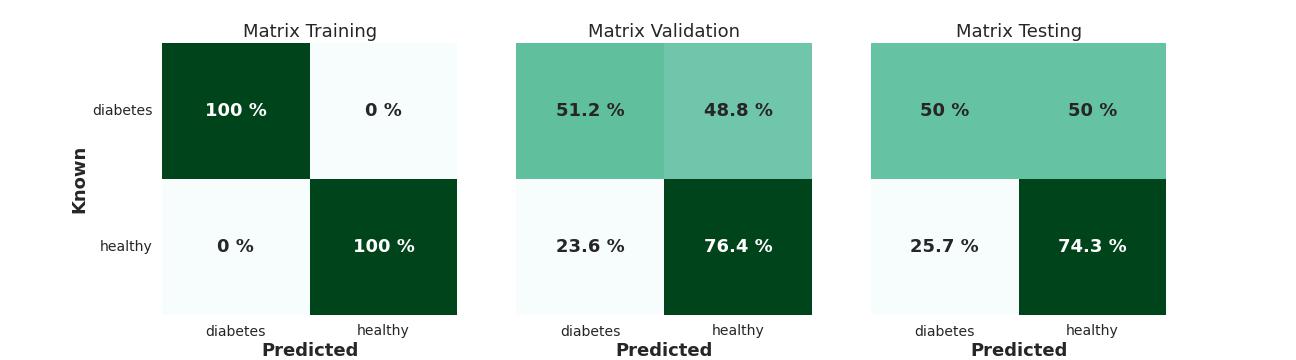 Matrix Training
Matrix Validation
Matrix Testing
Known
diabetes
100 % 0 %
51.2 % 48.8 %
50 % 50 %
healthy
0 % 100 %
23.6 % 76.4 %
25.7 % 74.3 %
diabetes healthy
diabetes healthy
diabetes healthy
Predicted
Predicted
Predicted